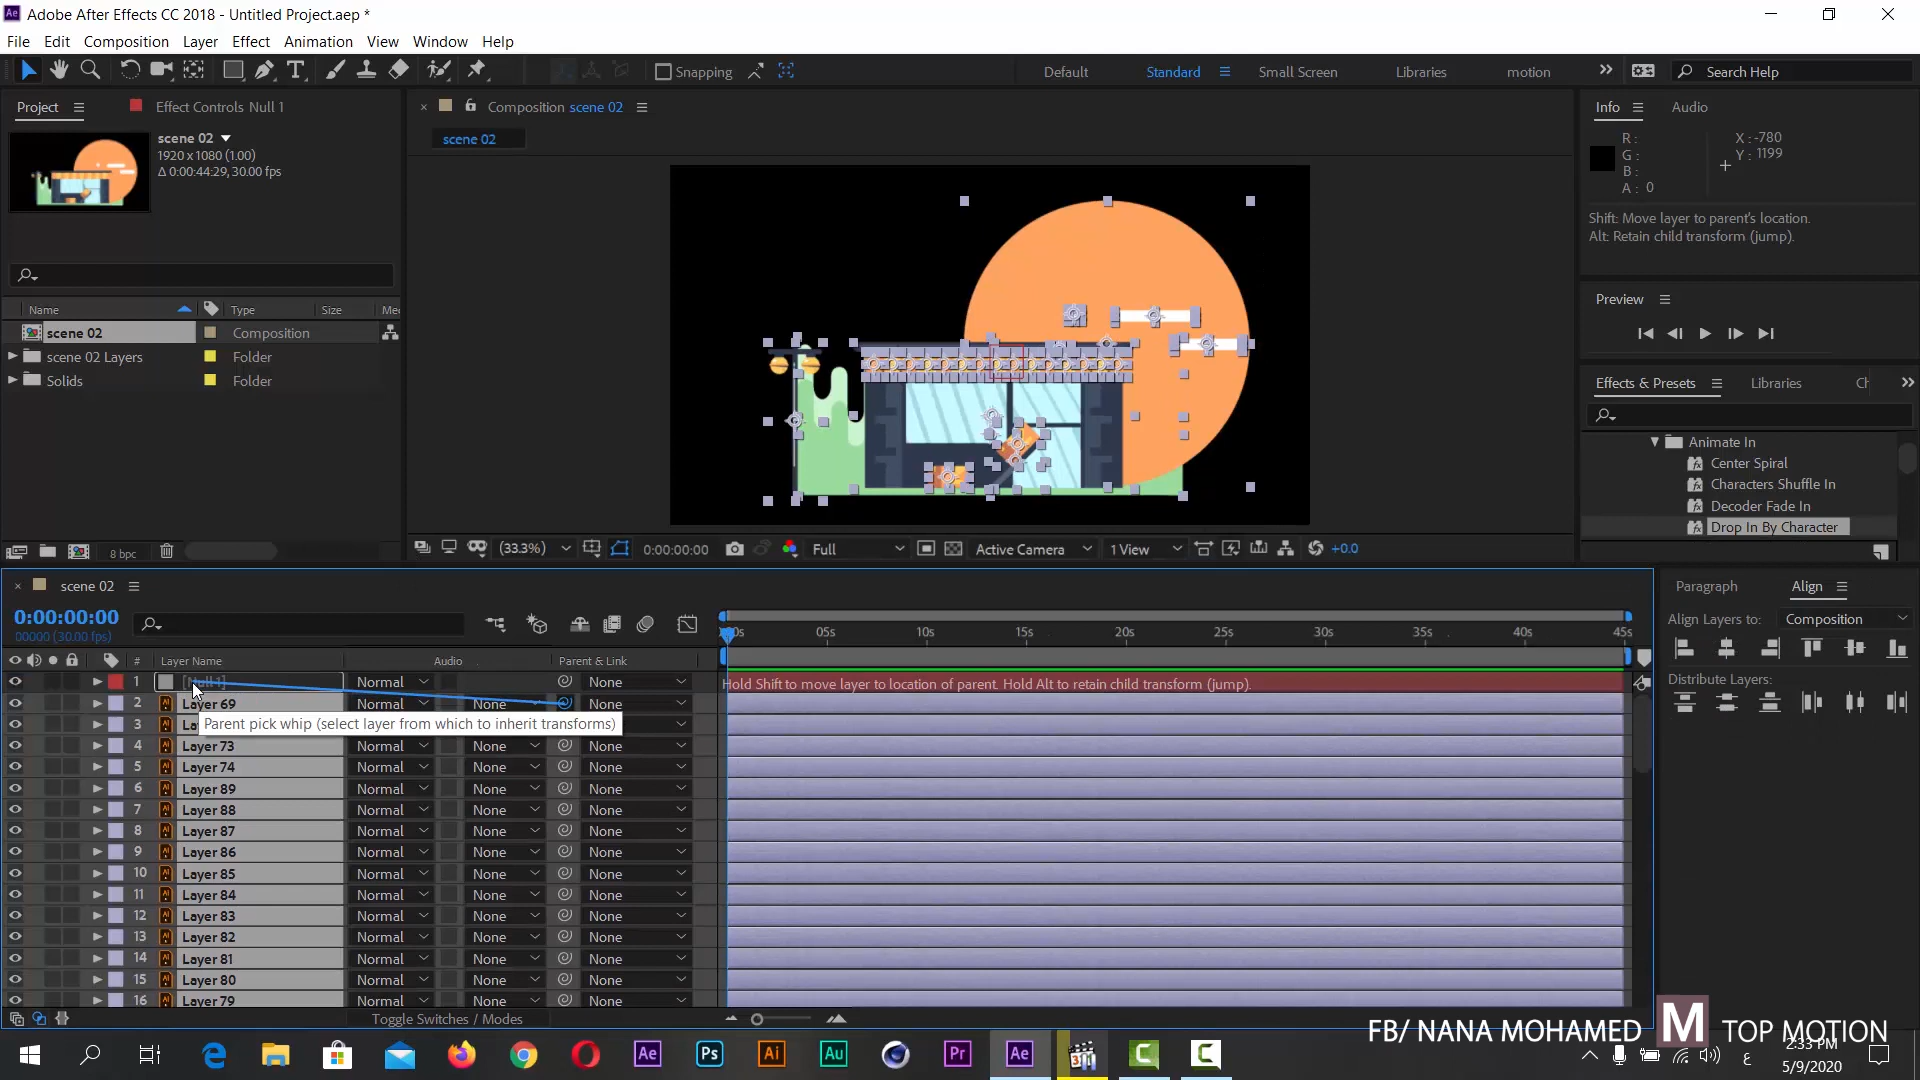 Adobe After Effects CC 2018 - Untitled Project.aep *
File Edit Composition Layer Effect Animation View Window Help
Snapping
Default Standard Small Screen Libraries motion Search Help
Project Effect Controls Null 1
Composition scene 02
Info Audio
scene 02
1920 x 1080 (1.00)
Δ 0:00:44:29, 30.00 fps
scene 02
R :
G :
B :
A : 0
X : -780
Y : 1199
Shift: Move layer to parent's location.
Alt: Retain child transform (jump).
Preview
Name Type Size Me
scene 02 Composition
scene 02 Layers Folder
Solids Folder
Effects & Presets Libraries Ch
Animate In
Center Spiral
Characters Shuffle In
Decoder Fade In
Drop In By Character
8 bpc
(33.3%) 0:00:00:00 Full Active Camera 1 View +0.0
scene 02
0:00:00:00
00000 (30.00 fps)
00s 05s 10s 15s 20s 25s 30s 35s 40s 45s
Paragraph Align
Align Layers to: Composition
Distribute Layers:
# Layer Name Audio Parent & Link
1 [Null 1] Normal None
Hold Shift to move layer to location of parent. Hold Alt to retain child transform (jump).
2 Layer 69 Normal None None
Parent pick whip (select layer from which to inherit transforms)
3 La
4 Layer 73 Normal None None
5 Layer 74 Normal None None
6 Layer 89 Normal None None
7 Layer 88 Normal None None
8 Layer 87 Normal None None
9 Layer 86 Normal None None
10 Layer 85 Normal None None
11 Layer 84 Normal None None
12 Layer 83 Normal None None
13 Layer 82 Normal None None
14 Layer 81 Normal None None
15 Layer 80 Normal None None
16 Layer 79 Normal None None
Toggle Switches / Modes
FB/ NANA MOHAMED M TOP MOTION
Ae Ps Ai Au Pr Ae
ع
2:33 PM
5/9/2020